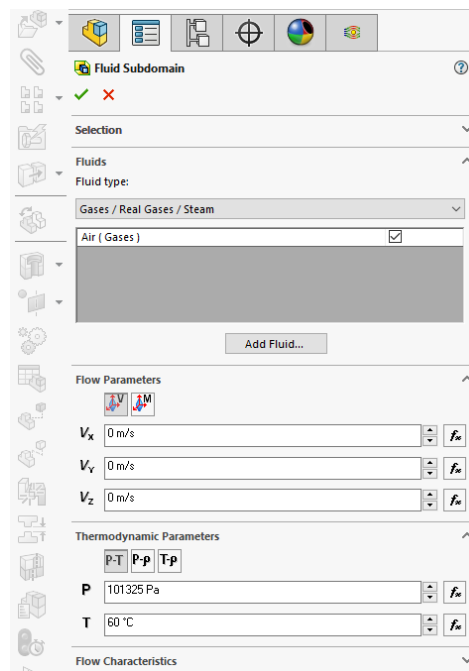 Fluid Subdomain
Selection
Fluids
Fluid type:
Gases / Real Gases / Steam
Air ( Gases )
Add Fluid...
Flow Parameters
V M
Vx 0 m/s
VY 0 m/s
Vz 0 m/s
Thermodynamic Parameters
P-T P-ρ T-ρ
P 101325 Pa
T 60 °C
Flow Characteristics